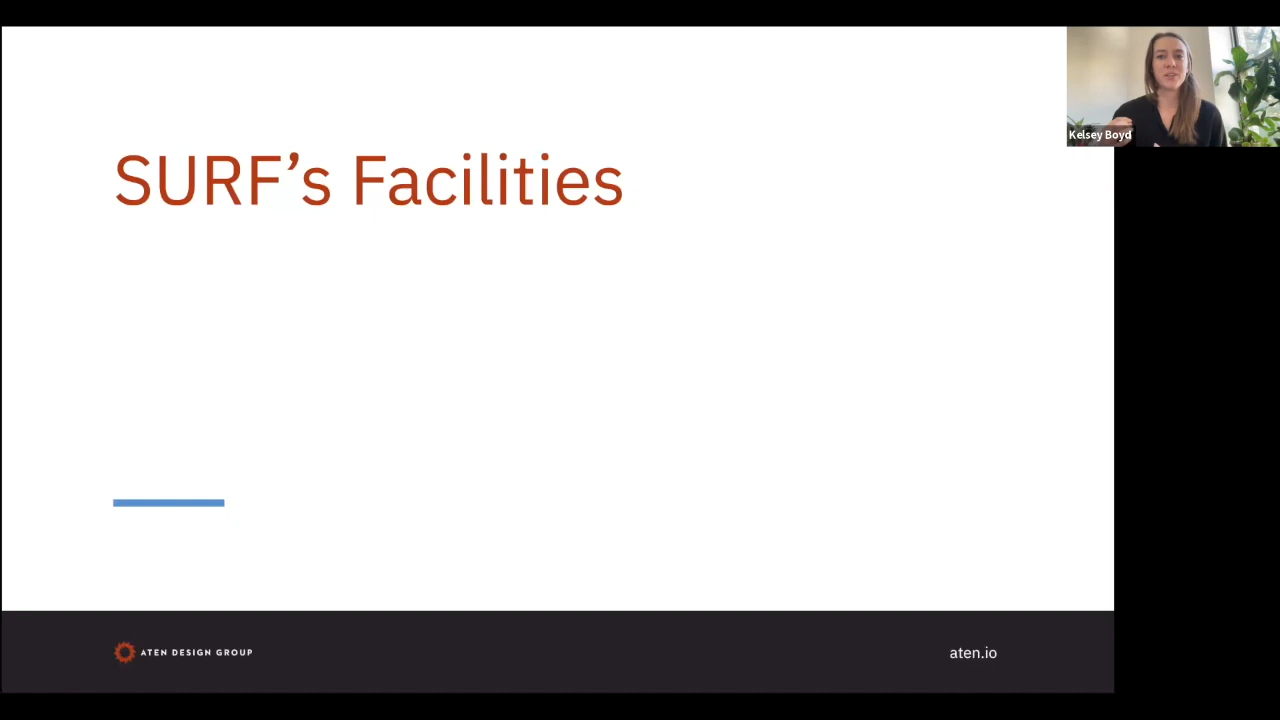 Kelsey Boyd
SURF’s Facilities
ATEN DESIGN GROUP
aten.io